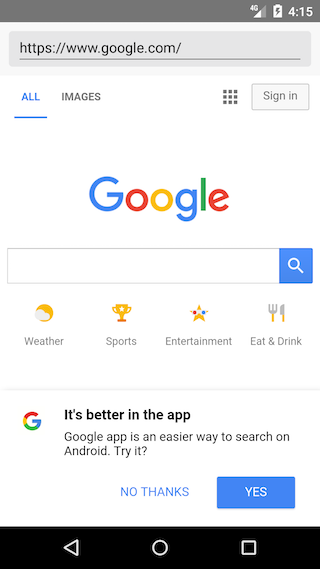 4G 4:15
https://www.google.com/
ALL IMAGES Sign in
Google
Weather Sports Entertainment Eat & Drink
G It's better in the app
Google app is an easier way to search on
Android. Try it?
NO THANKS YES